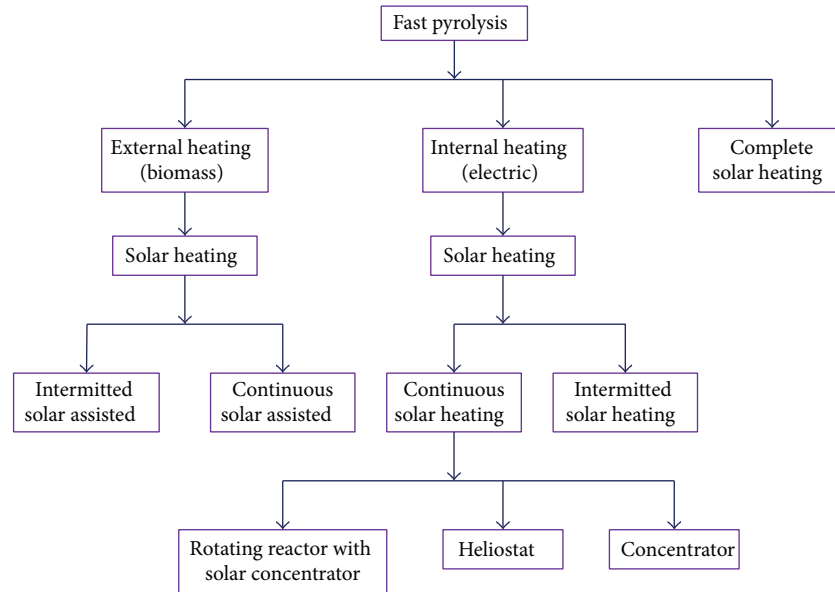 Fast pyrolysis
External heating
(biomass)
Internal heating
(electric)
Complete
solar heating
Solar heating
Solar heating
Intermitted
solar assisted
Continuous
solar assisted
Continuous
solar heating
Intermitted
solar heating
Rotating reactor with
solar concentrator
Heliostat
Concentrator